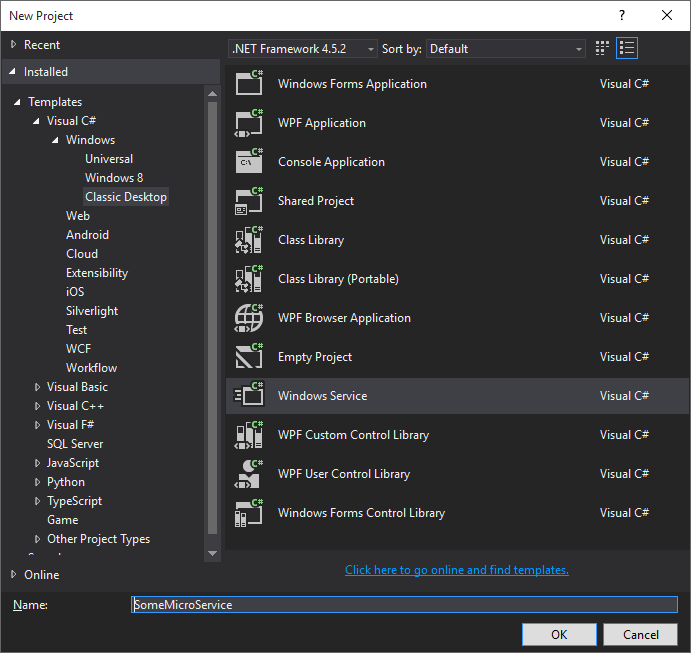 New Project
?
Recent
Installed
Templates
Visual C#
Windows
Universal
Windows 8
Classic Desktop
Web
Android
Cloud
Extensibility
iOS
Silverlight
Test
WCF
Workflow
Visual Basic
Visual C++
Visual F#
SQL Server
JavaScript
Python
TypeScript
Game
Other Project Types
Online
.NET Framework 4.5.2 Sort by: Default
C# Windows Forms Application Visual C#
C# WPF Application Visual C#
C# C:\ Console Application Visual C#
C# Shared Project Visual C#
C# Class Library Visual C#
C# Class Library (Portable) Visual C#
C# WPF Browser Application Visual C#
C# Empty Project Visual C#
C# Windows Service Visual C#
C# WPF Custom Control Library Visual C#
C# WPF User Control Library Visual C#
C# Windows Forms Control Library Visual C#
Click here to go online and find templates.
Name: SomeMicroService
OK Cancel